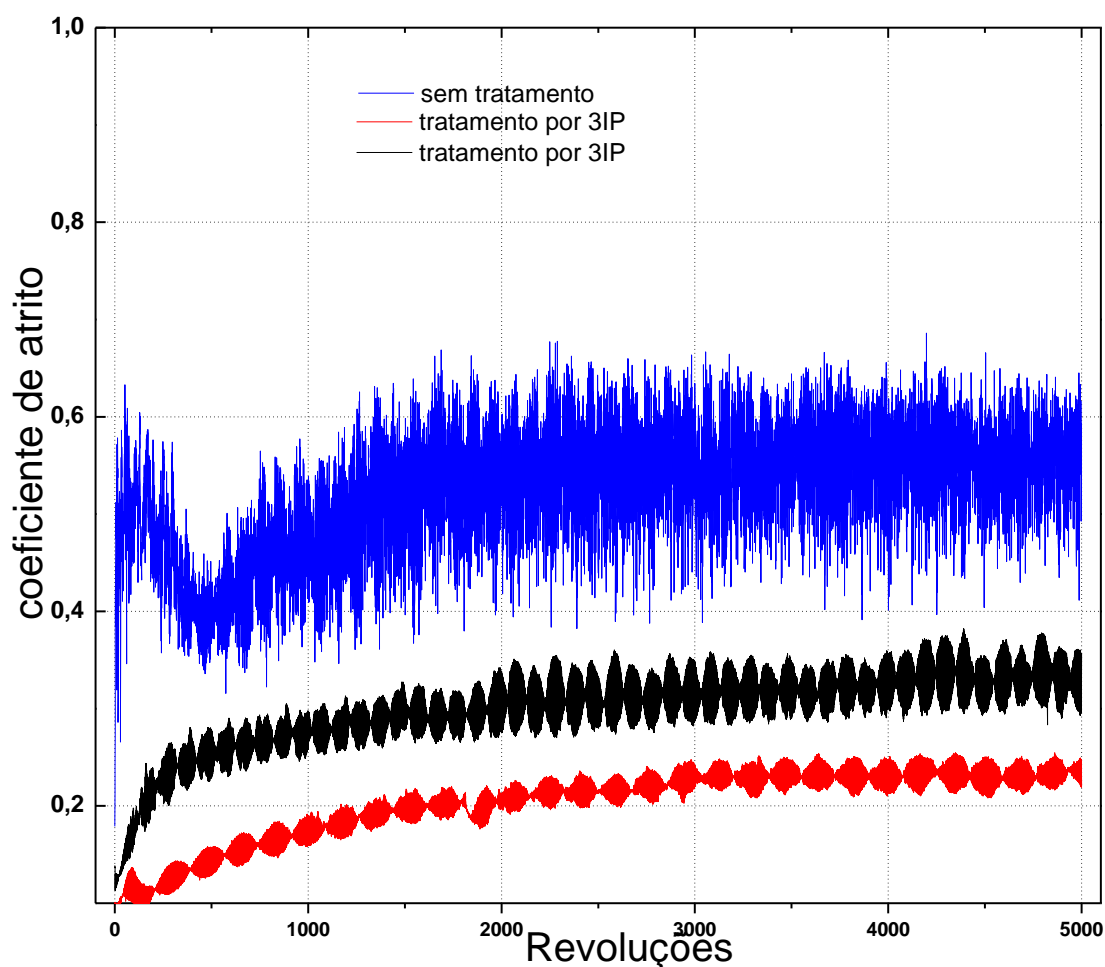 1,0
sem tratamento
tratamento por 3IP
tratamento por 3IP
0,8
0,6
0,4
0,2
coeficiente de atrito
0 1000 2000 3000 4000 5000
Revoluções